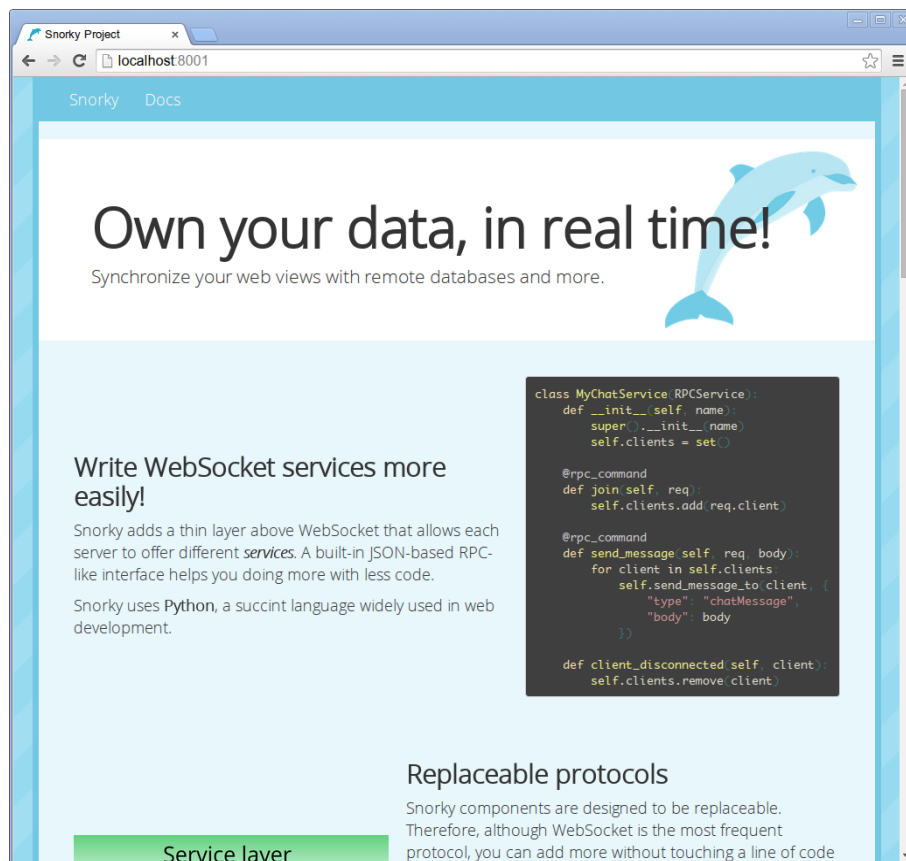 Snorky Project
localhost:8001
Snorky Docs
Own your data, in real time!
Synchronize your web views with remote databases and more.
Write WebSocket services more
easily!
Snorky adds a thin layer above WebSocket that allows each
server to offer different services. A built-in JSON-based RPC-
like interface helps you doing more with less code.
Snorky uses Python, a succint language widely used in web
development.
class MyChatService(RPCService):
    def __init__(self, name):
        super().__init__(name)
        self.clients = set()
    @rpc_command
    def join(self, req):
        self.clients.add(req.client)
    @rpc_command
    def send_message(self, req, body):
        for client in self.clients:
            self.send_message_to(client, {
                "type": "chatMessage",
                "body": body
            })
    def client_disconnected(self, client):
        self.clients.remove(client)
Replaceable protocols
Snorky components are designed to be replaceable.
Therefore, although WebSocket is the most frequent
protocol, you can add more without touching a line of code
Service layer